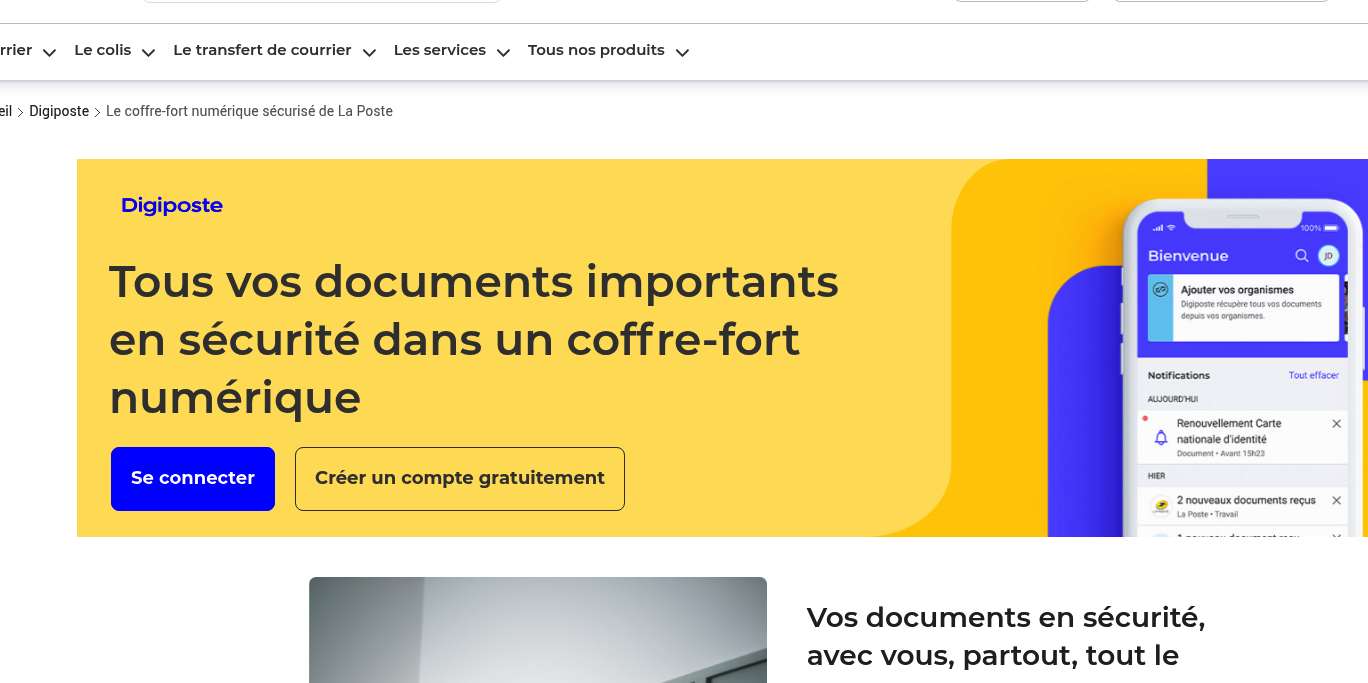 rrier
Le colis
Le transfert de courrier
Les services
Tous nos produits
eil
Digiposte
Le coffre-fort numérique sécurisé de La Poste
Digiposte
Tous vos documents importants
en sécurité dans un coffre-fort
numérique
Se connecter
Créer un compte gratuitement
100%
Bienvenue
JD
Ajouter vos organismes
Digiposte récupère tous vos documents
depuis vos organismes.
Notifications
Tout effacer
AUJOURD'HUI
Renouvellement Carte
nationale d'identité
Document • Avant 15h23
HIER
2 nouveaux documents reçus
La Poste • Travail
Vos documents en sécurité,
avec vous, partout, tout le